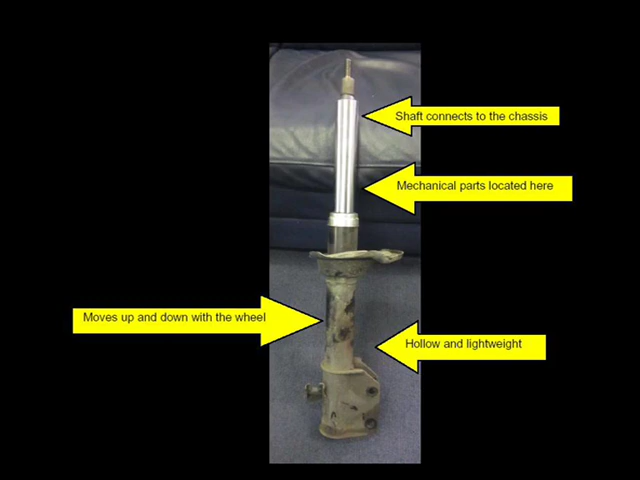 Shaft connects to the chassis
Mechanical parts located here
Moves up and down with the wheel
Hollow and lightweight